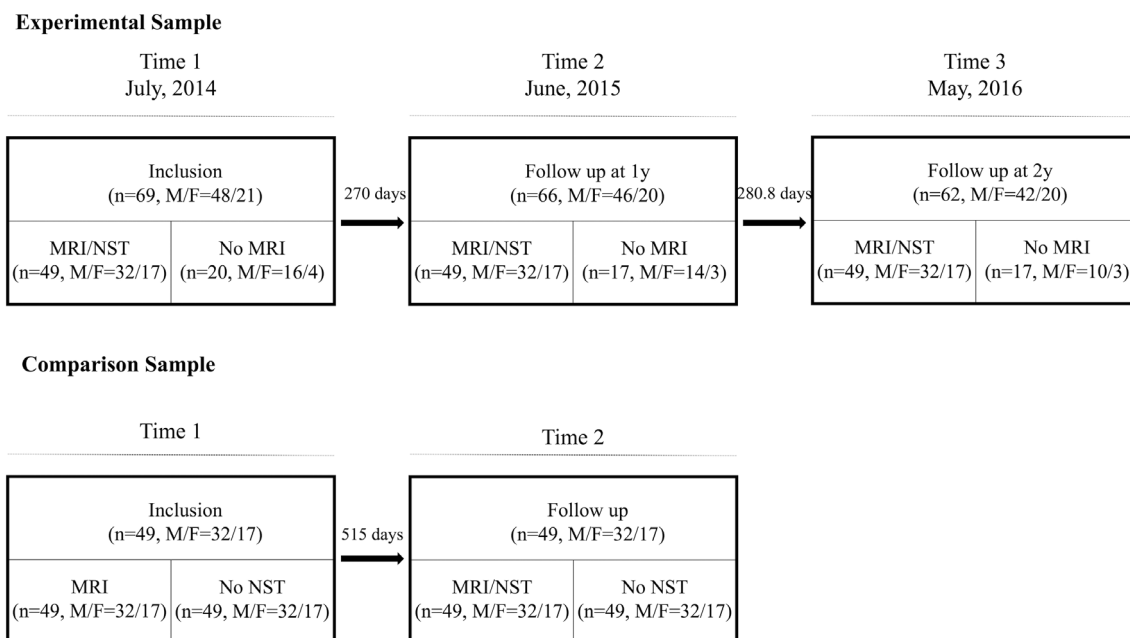 Experimental Sample
Time 1
July, 2014
Time 2
June, 2015
Time 3
May, 2016
Inclusion
(n=69, M/F=48/21)
MRI/NST
(n=49, M/F=32/17)
No MRI
(n=20, M/F=16/4)
270 days
Follow up at 1y
(n=66, M/F=46/20)
MRI/NST
(n=49, M/F=32/17)
No MRI
(n=17, M/F=14/3)
280.8 days
Follow up at 2y
(n=62, M/F=42/20)
MRI/NST
(n=49, M/F=32/17)
No MRI
(n=17, M/F=10/3)
Comparison Sample
Time 1
Time 2
Inclusion
(n=49, M/F=32/17)
MRI
(n=49, M/F=32/17)
No NST
(n=49, M/F=32/17)
515 days
Follow up
(n=49, M/F=32/17)
MRI/NST
(n=49, M/F=32/17)
No NST
(n=49, M/F=32/17)